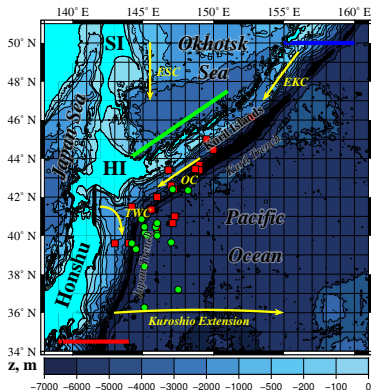 140° E 145° E 150° E 155° E 160° E
50° N
48° N
46° N
44° N
42° N
40° N
38° N
36° N
34° N
SI
Okhotsk
Sea
ESC
EKC
Japan Sea
Kuril Islands
Kuril Trench
HI
OC
TWC
Japan Trench
Pacific
Ocean
Honshu
Kuroshio Extension
z, m
−7000 −6000 −5000 −4000 −3000 −2000 −1000 −500 −200 −100 0